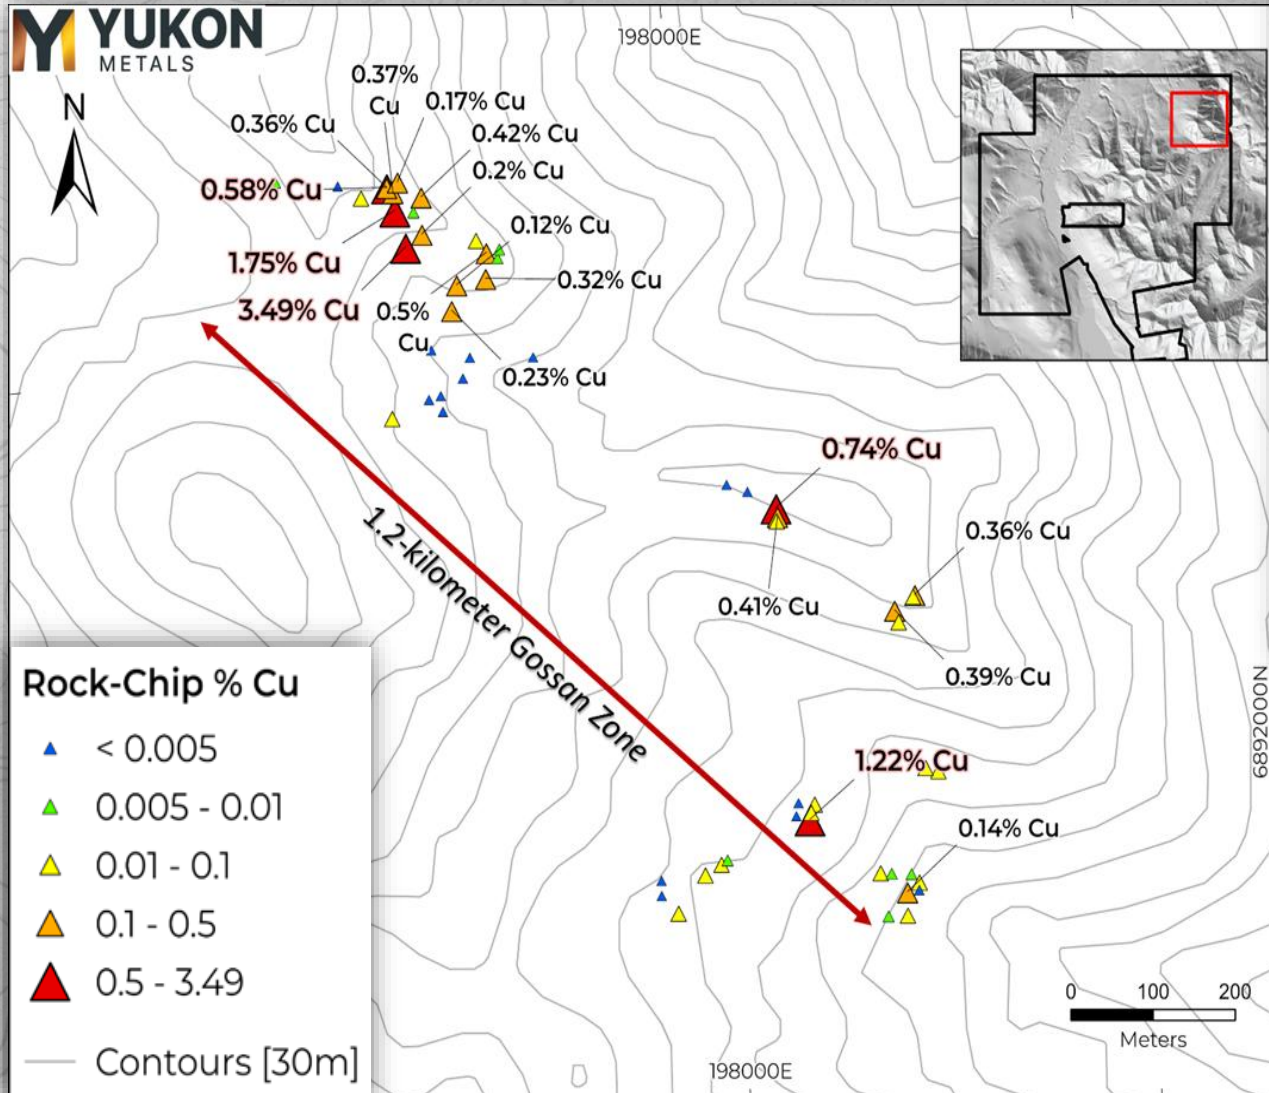 YUKON
METALS
198000E
N
0.37%
Cu
0.17% Cu
0.36% Cu
0.42% Cu
0.2% Cu
0.58% Cu
0.12% Cu
1.75% Cu
0.32% Cu
3.49% Cu
0.5%
Cu
0.23% Cu
0.74% Cu
1.2-kilometer Gossan Zone
0.36% Cu
0.41% Cu
0.39% Cu
6892000N
1.22% Cu
0.14% Cu
Rock-Chip % Cu
< 0.005
0.005 - 0.01
0.01 - 0.1
0.1 - 0.5
0.5 - 3.49
Contours [30m]
0 100 200
Meters
198000E